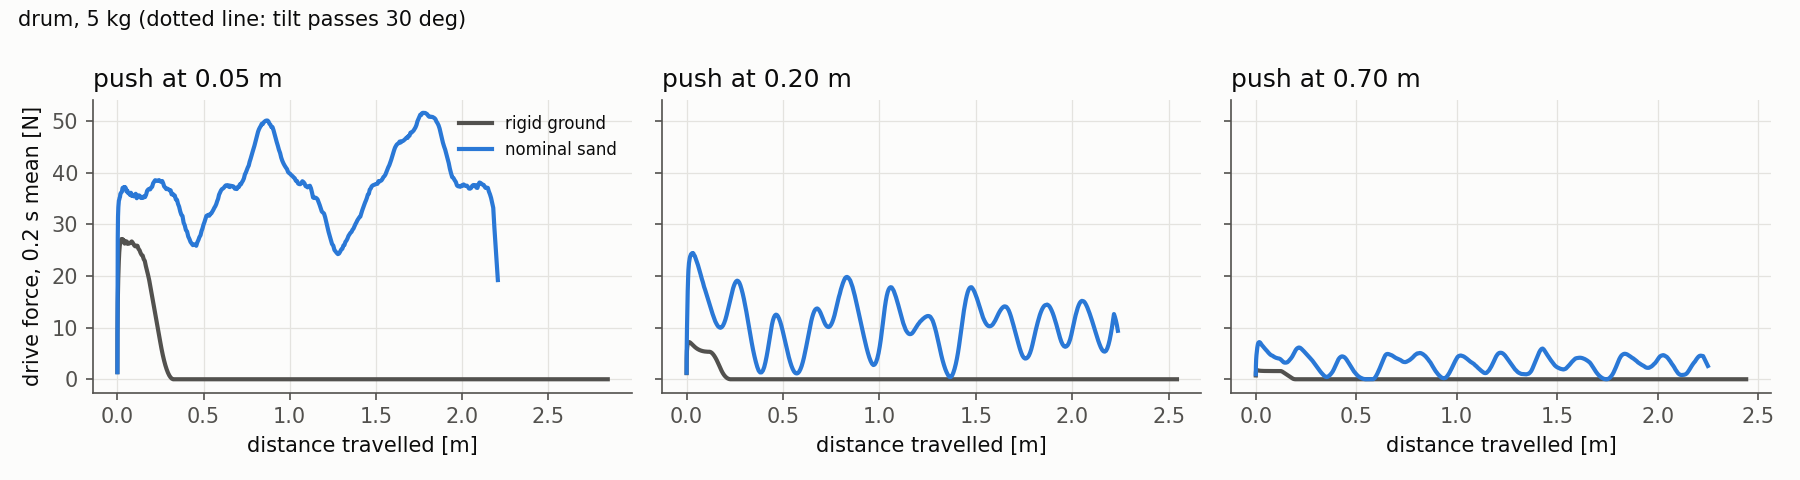 drum, 5 kg (dotted line: tilt passes 30 deg)
push at 0.05 m
push at 0.20 m
push at 0.70 m
drive force, 0.2 s mean [N]
50
40
30
20
10
0
rigid ground
nominal sand
0.0 0.5 1.0 1.5 2.0 2.5
0.0 0.5 1.0 1.5 2.0 2.5
0.0 0.5 1.0 1.5 2.0 2.5
distance travelled [m]
distance travelled [m]
distance travelled [m]